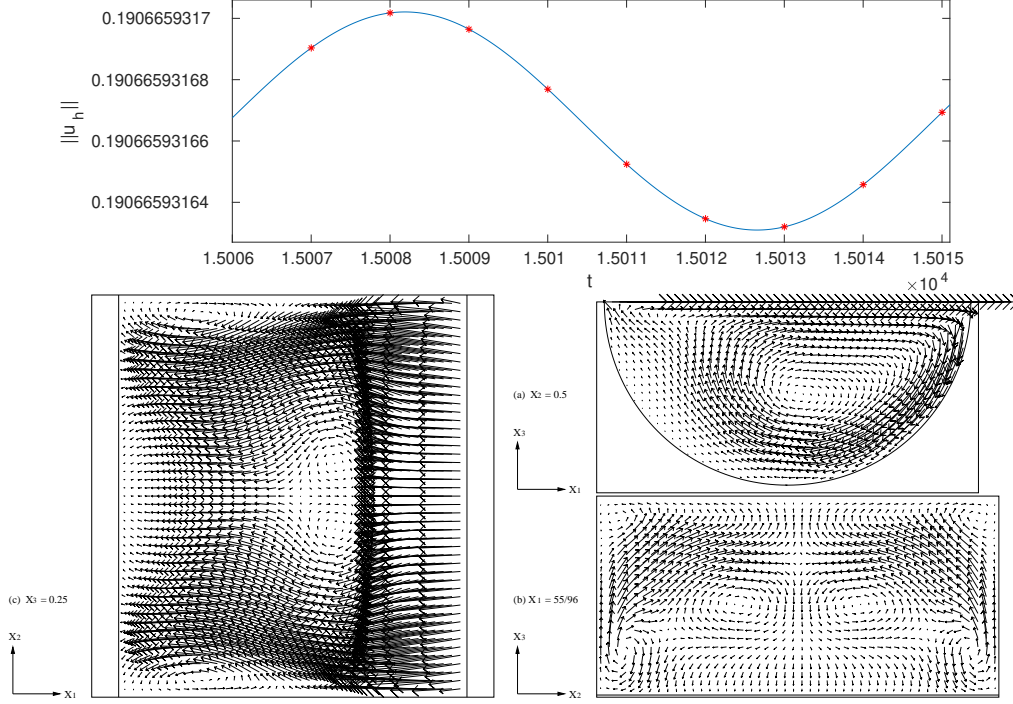 0.1906659317
0.19066593168
0.19066593166
0.19066593164
||u_h||
1.5006 1.5007 1.5008 1.5009 1.501 1.5011 1.5012 1.5013 1.5014 1.5015
t
×10⁴
(a) X₂ = 0.5
X₃
X₁
(b) X₁ = 55/96
X₃
X₂
(c) X₃ = 0.25
X₂
X₁